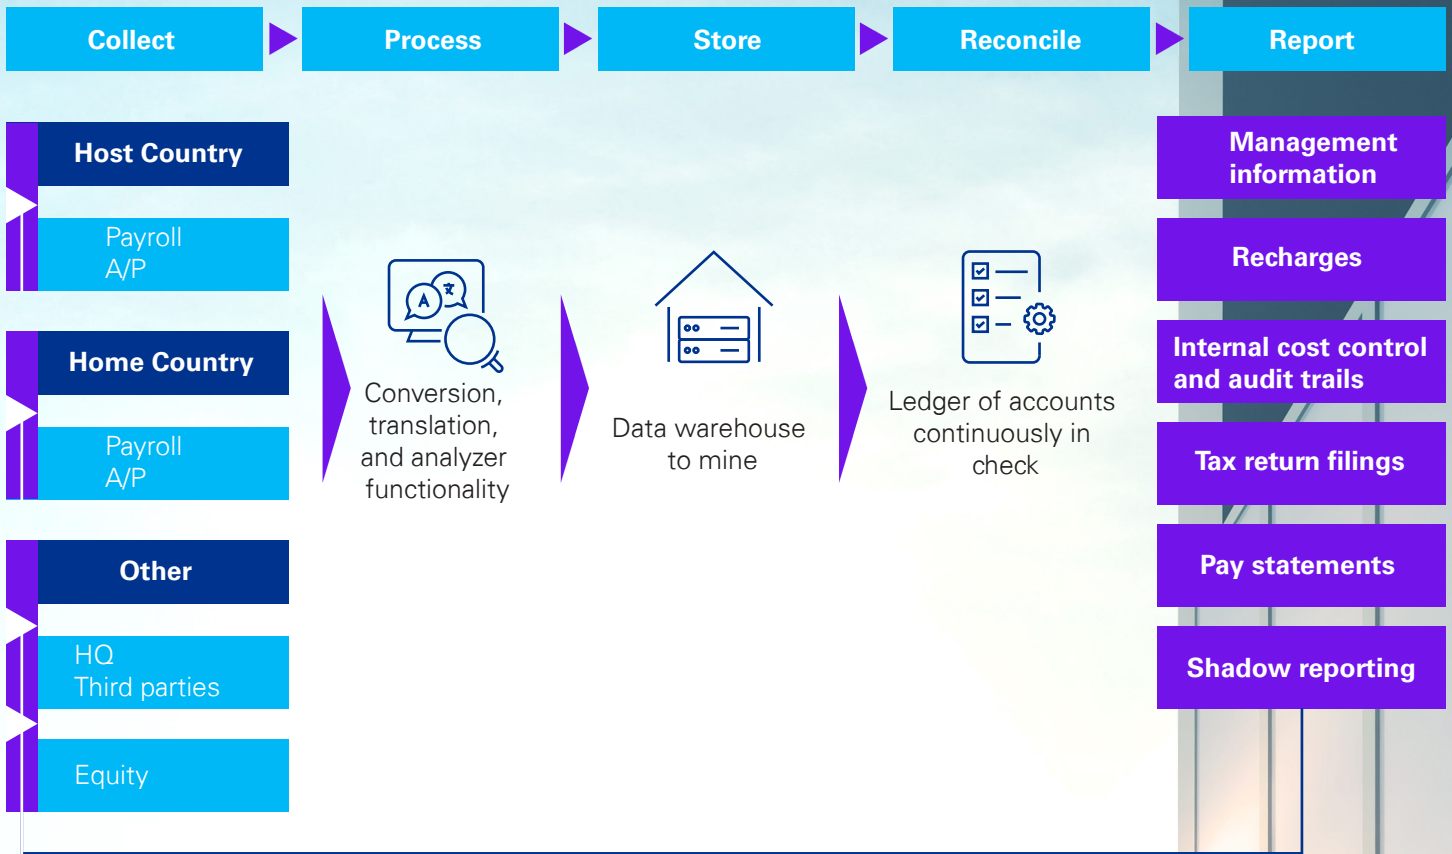 Collect
Process
Store
Reconcile
Report
Host Country
Payroll
A/P
Home Country
Payroll
A/P
Other
HQ
Third parties
Equity
A
文
Conversion,
translation,
and analyzer
functionality
Data warehouse
to mine
Ledger of accounts
continuously in
check
Management
information
Recharges
Internal cost control
and audit trails
Tax return filings
Pay statements
Shadow reporting